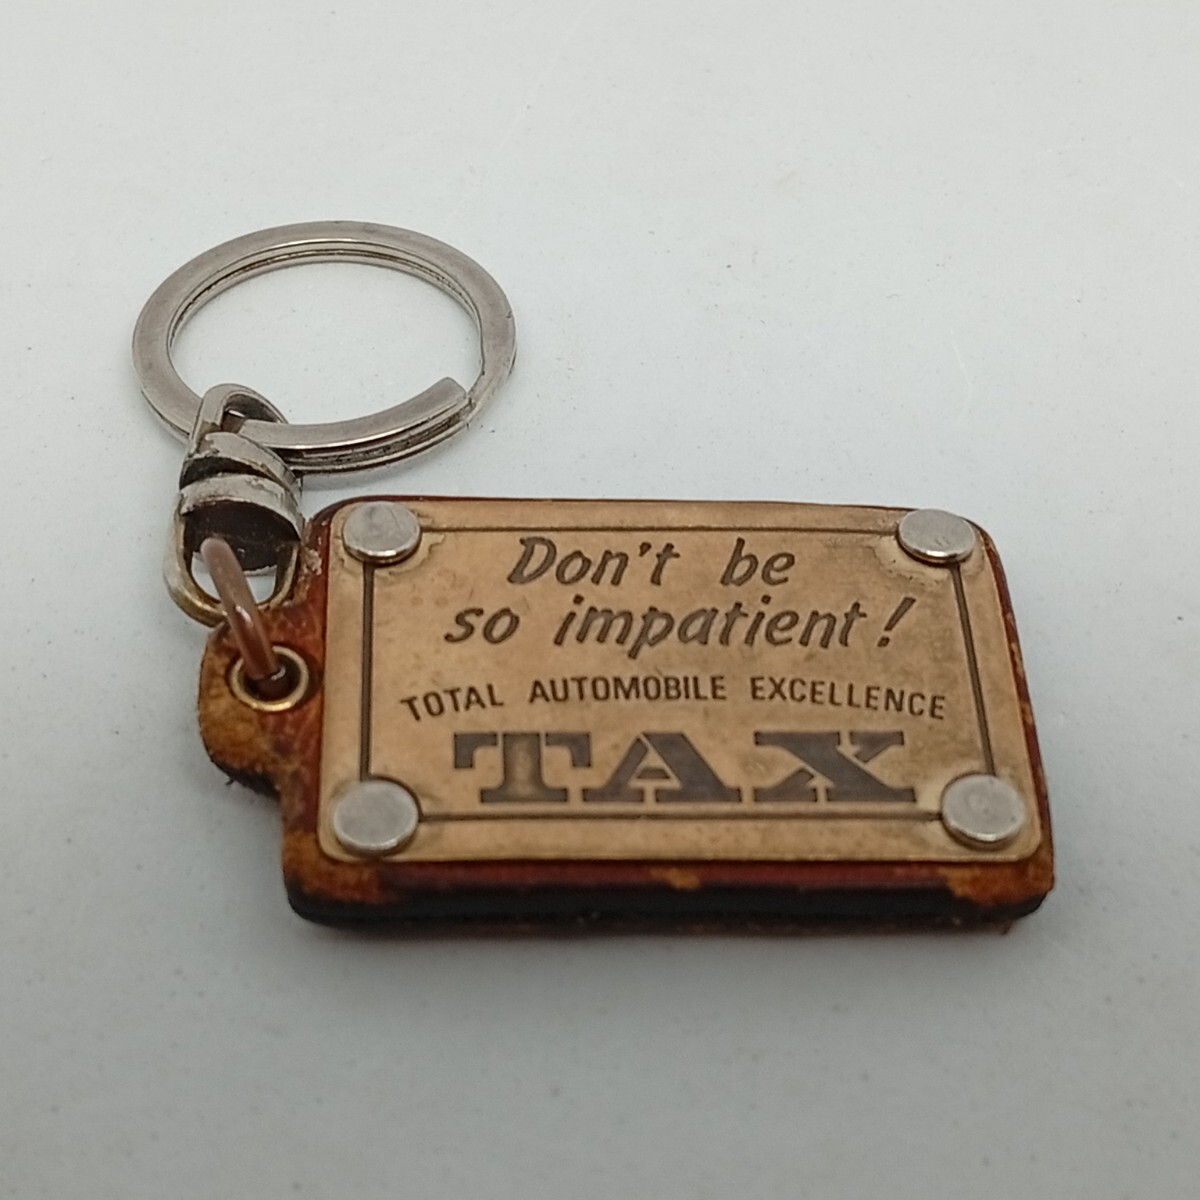 Don't be
so impatient!
TOTAL AUTOMOBILE EXCELLENCE
TAX